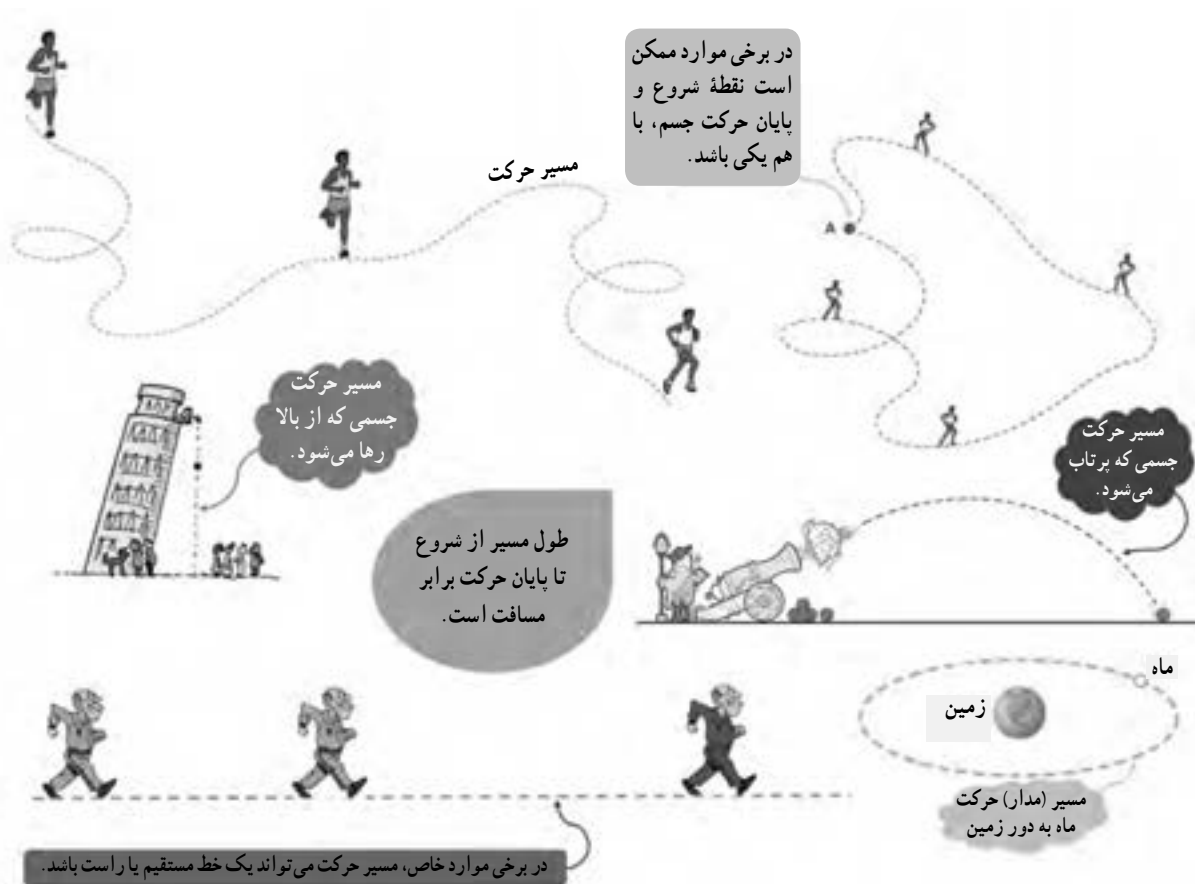 در برخی موارد ممکن
است نقطهٔ شروع و
پایان حرکت جسم، با
هم یکی باشد.
مسیر حرکت
A
مسیر حرکت
جسمی که از بالا
رها می‌شود.
مسیر حرکت
جسمی که پرتاب
می‌شود.
طول مسیر از شروع
تا پایان حرکت برابر
مسافت است.
ماه
زمین
مسیر (مدار) حرکت
ماه به دور زمین
در برخی موارد خاص، مسیر حرکت می‌تواند یک خط مستقیم یا راست باشد.